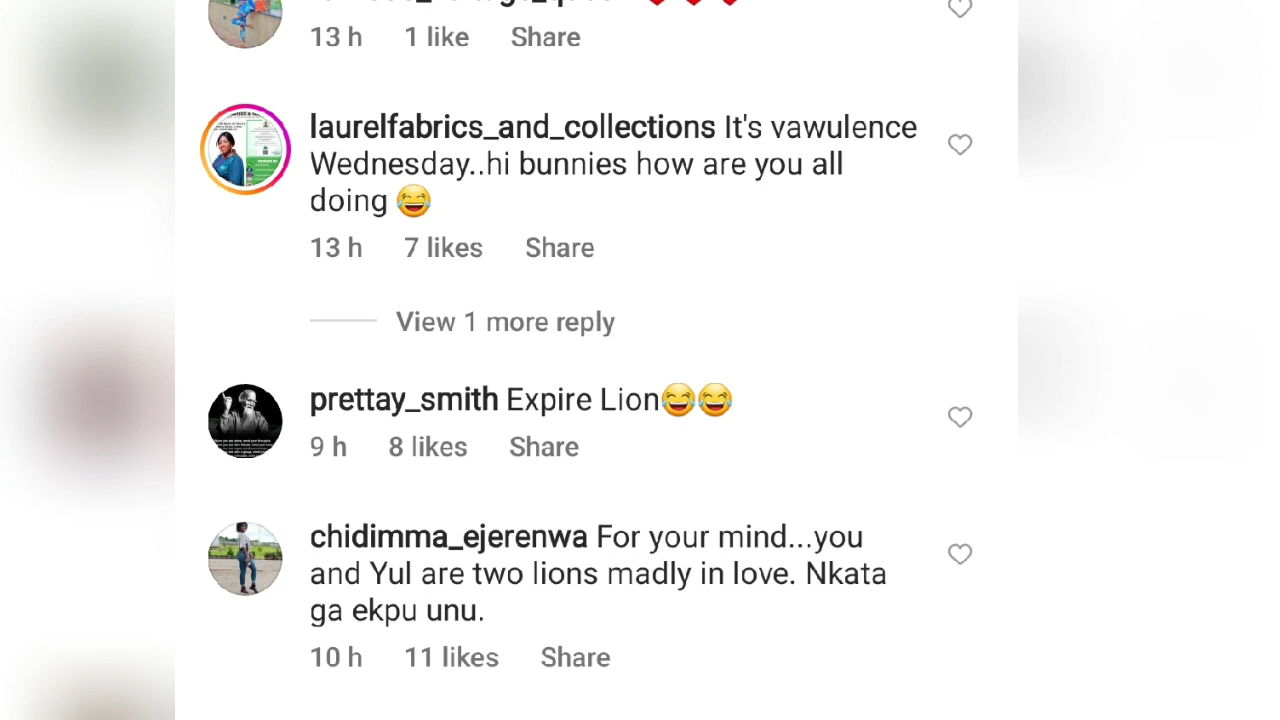 13 h 1 like Share
laurelfabrics_and_collections It's vawulence
Wednesday..hi bunnies how are you all
doing 😂
13 h 7 likes Share
View 1 more reply
prettay_smith Expire Lion😂😂
9 h 8 likes Share
chidimma_ejerenwa For your mind...you
and Yul are two lions madly in love. Nkata
ga ekpu unu.
10 h 11 likes Share